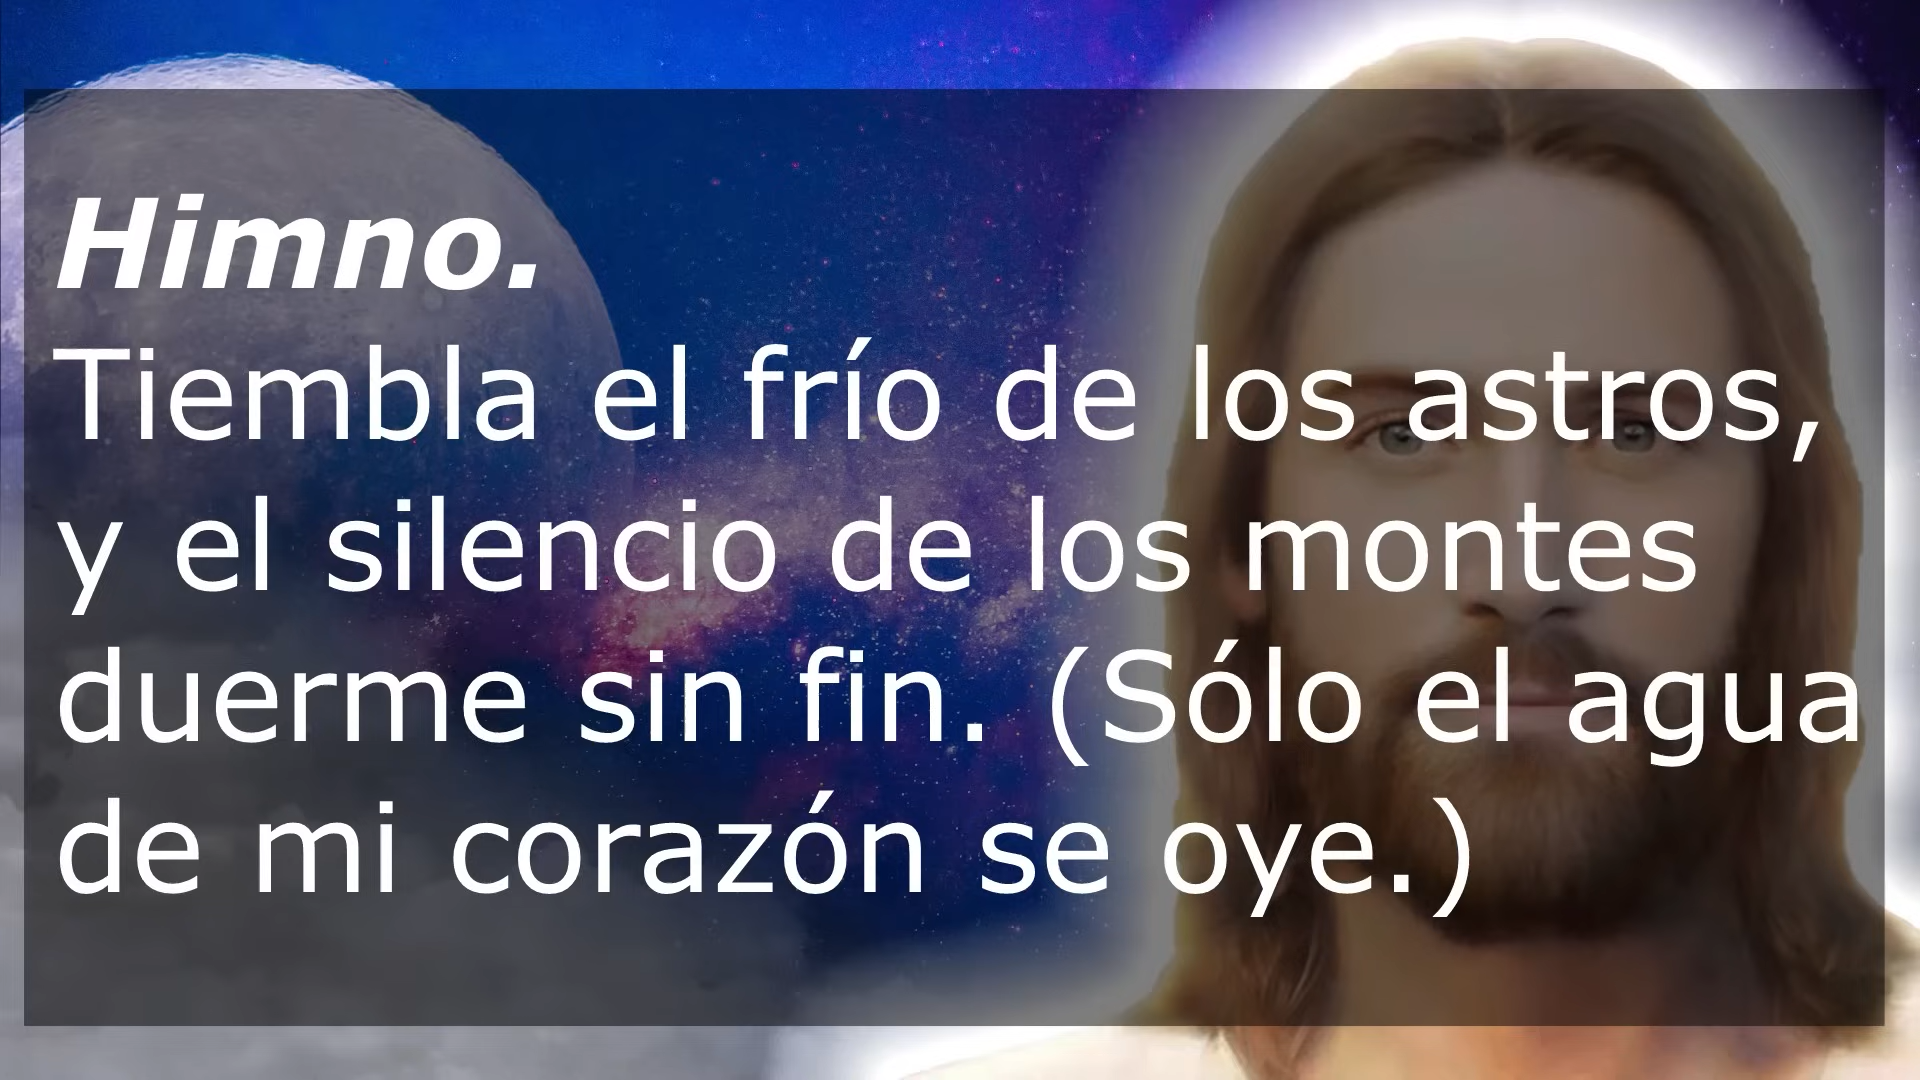 Himno.
Tiembla el frío de los astros,
y el silencio de los montes
duerme sin fin. (Sólo el agua
de mi corazón se oye.)